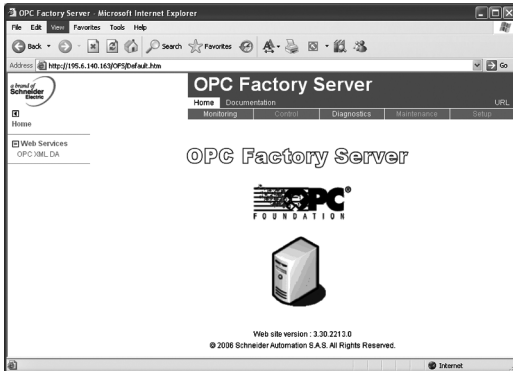 OPC Factory Server - Microsoft Internet Explorer
File Edit View Favorites Tools Help
Back Search Favorites
Address http://195.6.140.163/OFS/Default.htm Go
a brand of
Schneider
Electric
OPC Factory Server
Home Documentation URL
Monitoring Control Diagnostics Maintenance Setup
Home
Web Services
OPC XML DA
OPC Factory Server
OPC®
FOUNDATION
Web site version : 3.30.2213.0
© 2006 Schneider Automation S.A.S. All Rights Reserved.
Internet